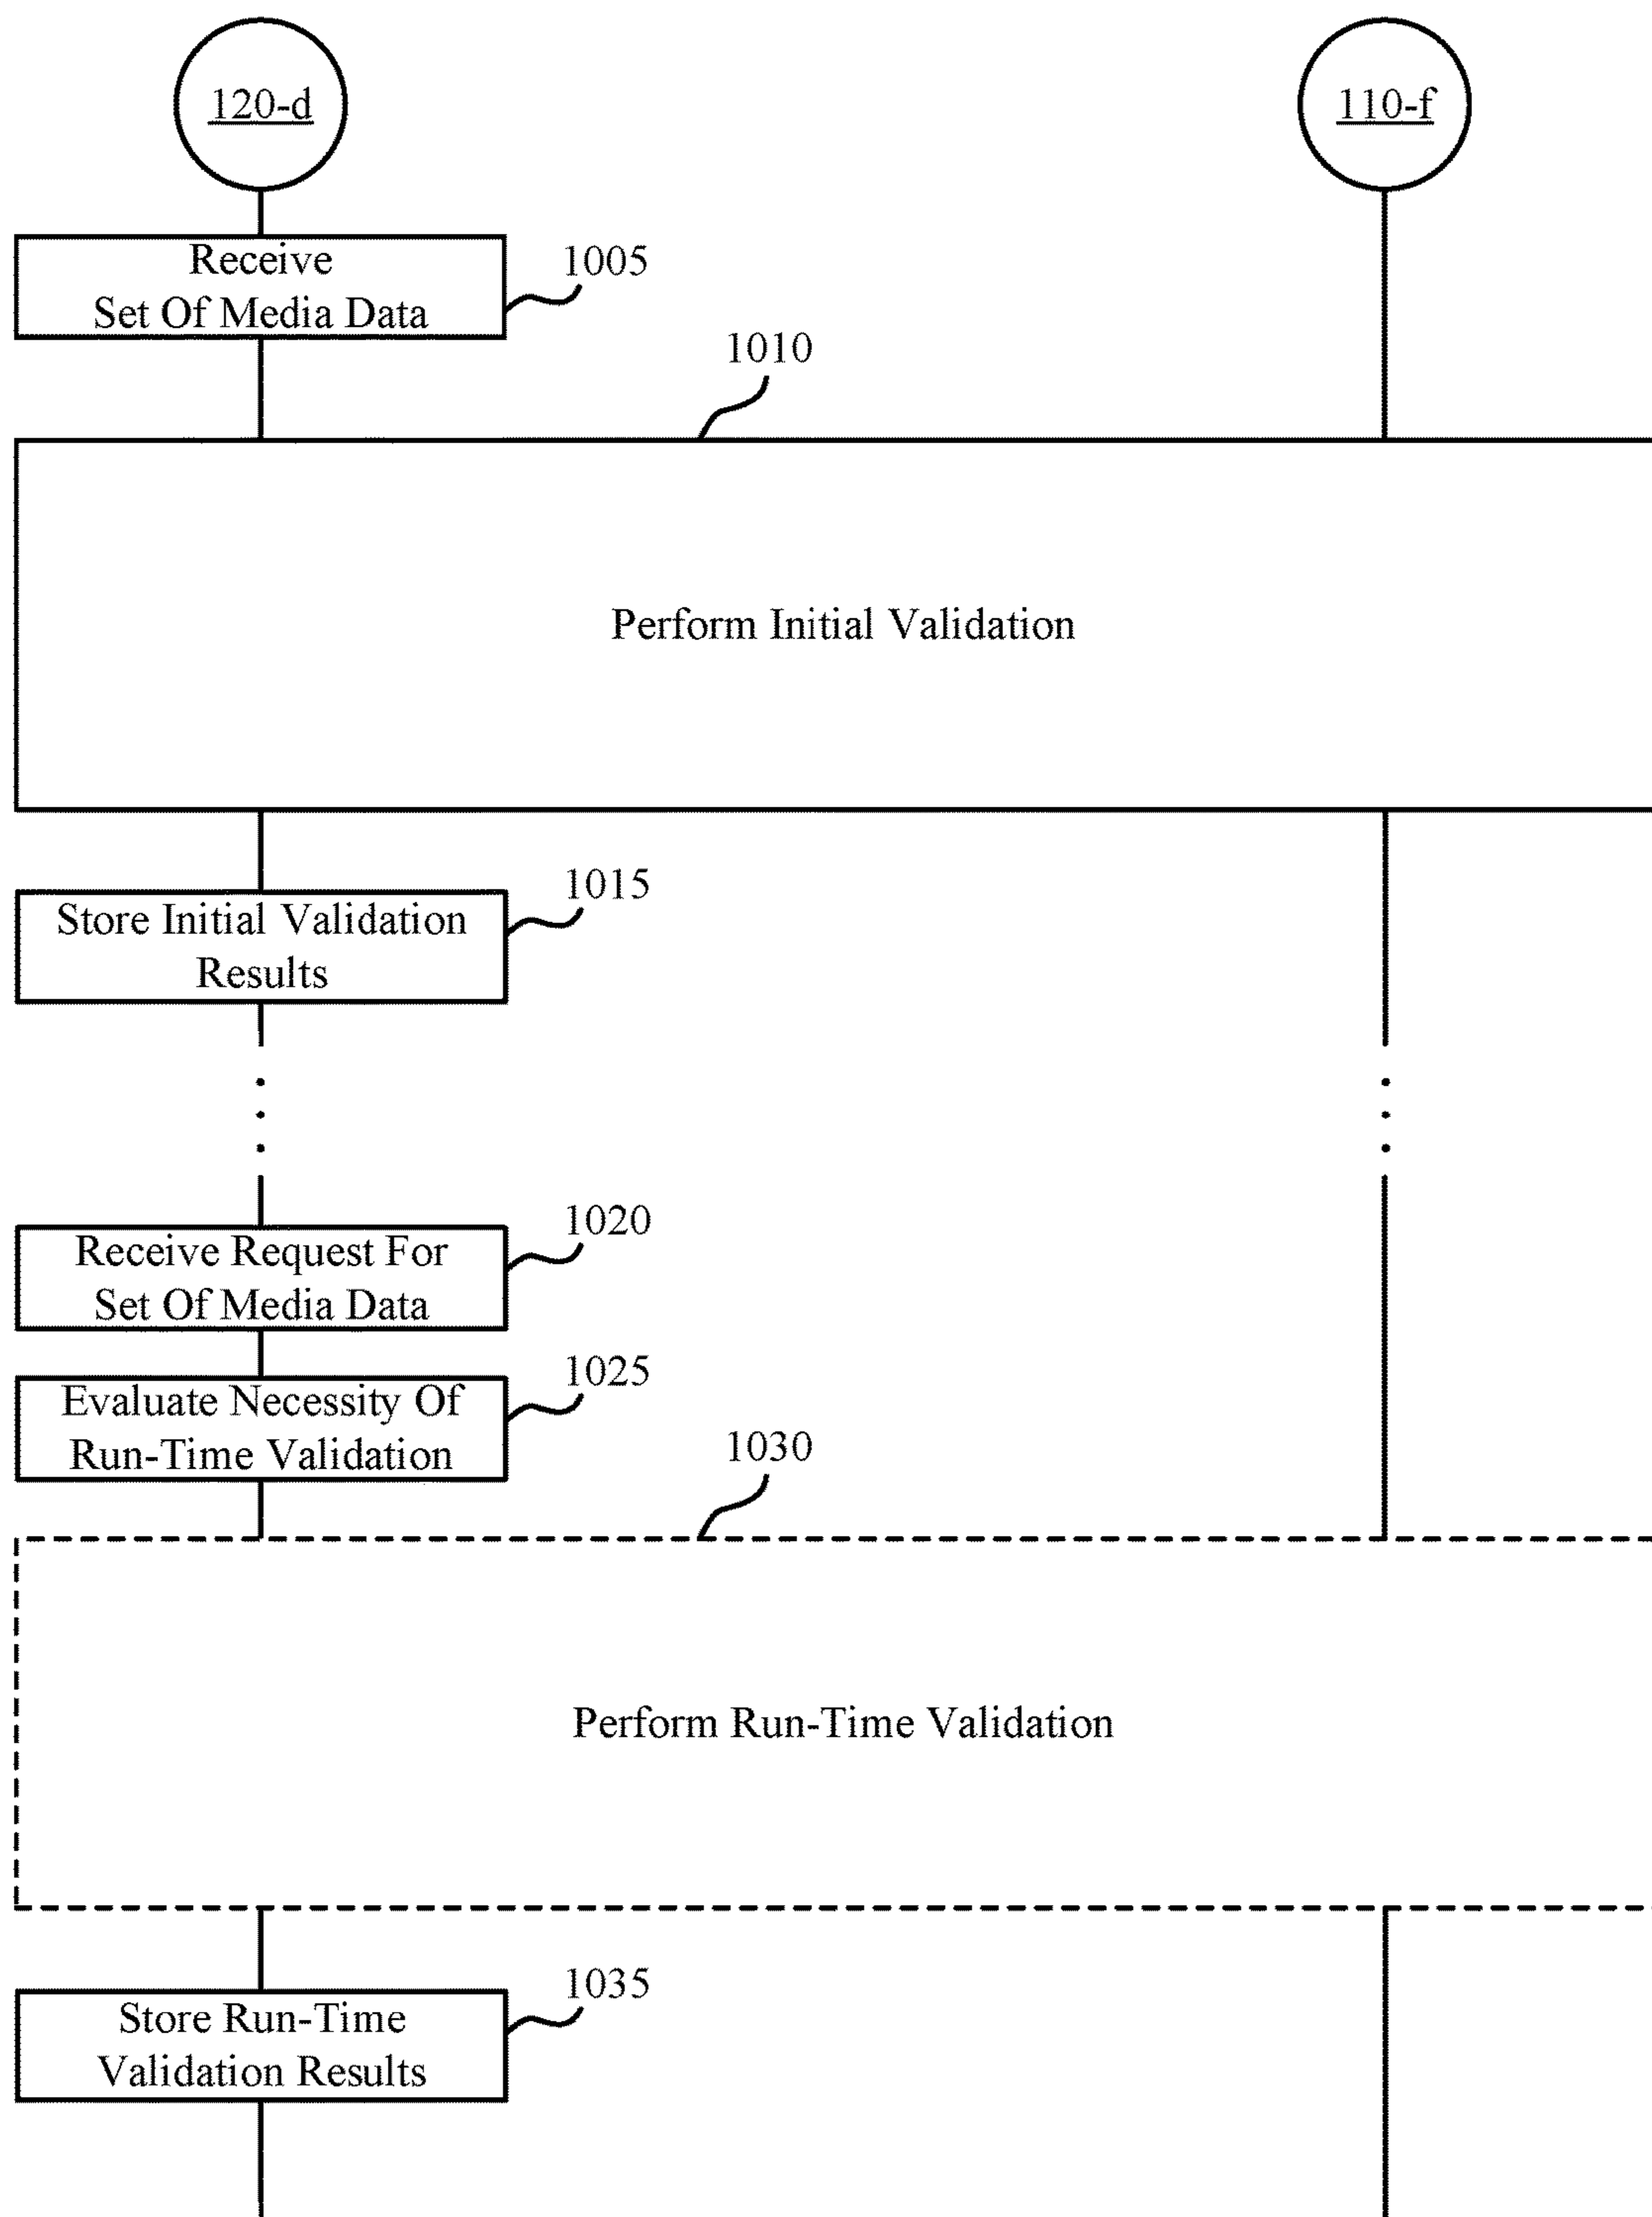 120-d
110-f
Receive
Set Of Media Data
1005
1010
Perform Initial Validation
1015
Store Initial Validation
Results
1020
Receive Request For
Set Of Media Data
1025
Evaluate Necessity Of
Run-Time Validation
1030
Perform Run-Time Validation
1035
Store Run-Time
Validation Results